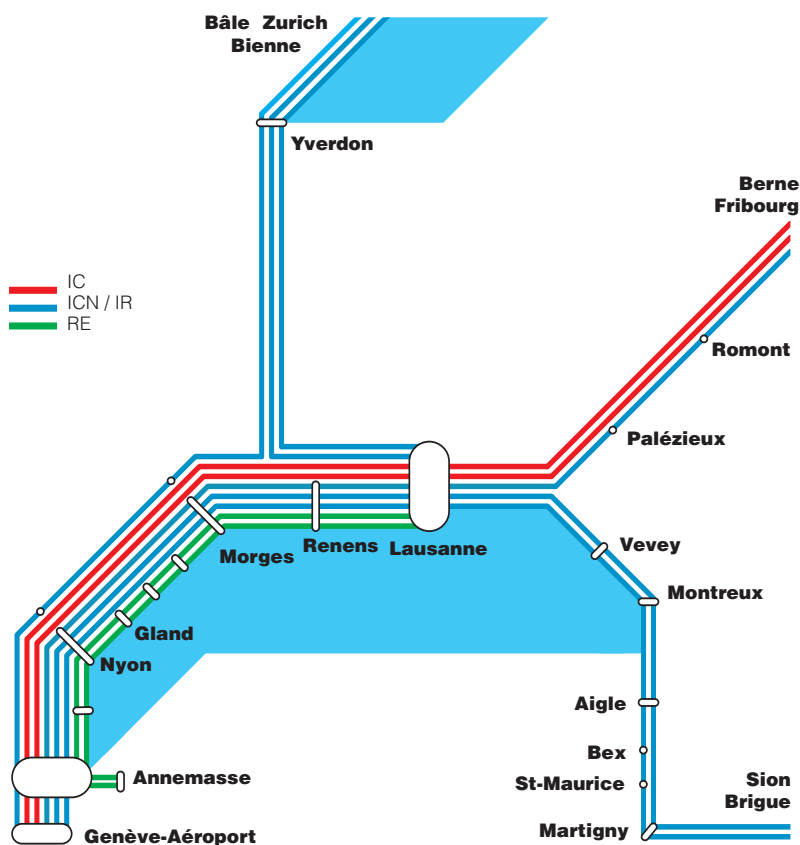 Bâle Zurich
Bienne
Yverdon
Berne
Fribourg
IC
ICN / IR
RE
Romont
Palézieux
Morges
Renens
Lausanne
Vevey
Montreux
Gland
Nyon
Aigle
Bex
Annemasse
St-Maurice
Sion
Brigue
Martigny
Genève-Aéroport